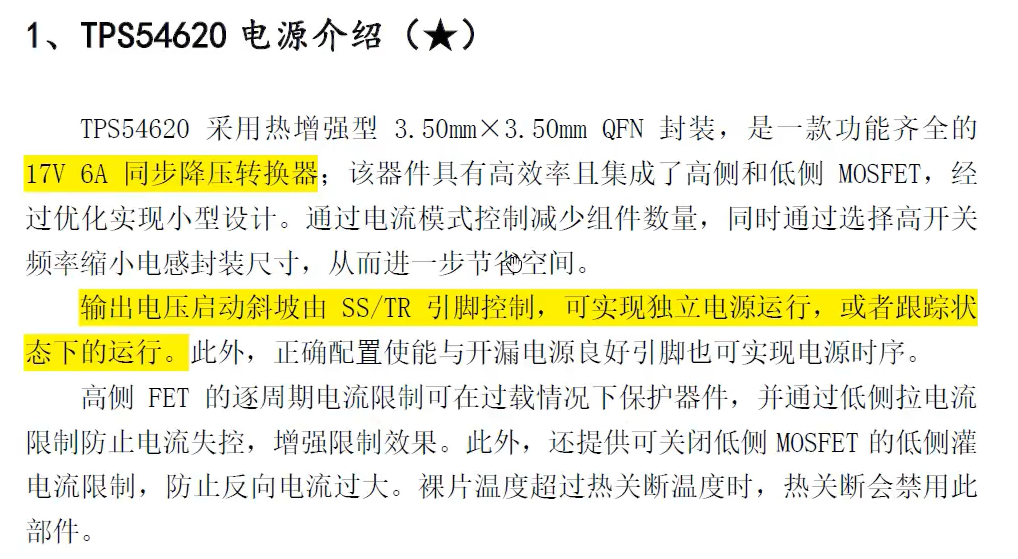 1、TPS54620 电源介绍（★）
TPS54620 采用热增强型 3.50mm×3.50mm QFN 封装，是一款功能齐全的
17V 6A 同步降压转换器；该器件具有高效率且集成了高侧和低侧 MOSFET，经
过优化实现小型设计。通过电流模式控制减少组件数量，同时通过选择高开关
频率缩小电感封装尺寸，从而进一步节省空间。
输出电压启动斜坡由 SS/TR 引脚控制，可实现独立电源运行，或者跟踪状
态下的运行。此外，正确配置使能与开漏电源良好引脚也可实现电源时序。
高侧 FET 的逐周期电流限制可在过载情况下保护器件，并通过低侧拉电流
限制防止电流失控，增强限制效果。此外，还提供可关闭低侧 MOSFET 的低侧灌
电流限制，防止反向电流过大。裸片温度超过热关断温度时，热关断会禁用此
部件。